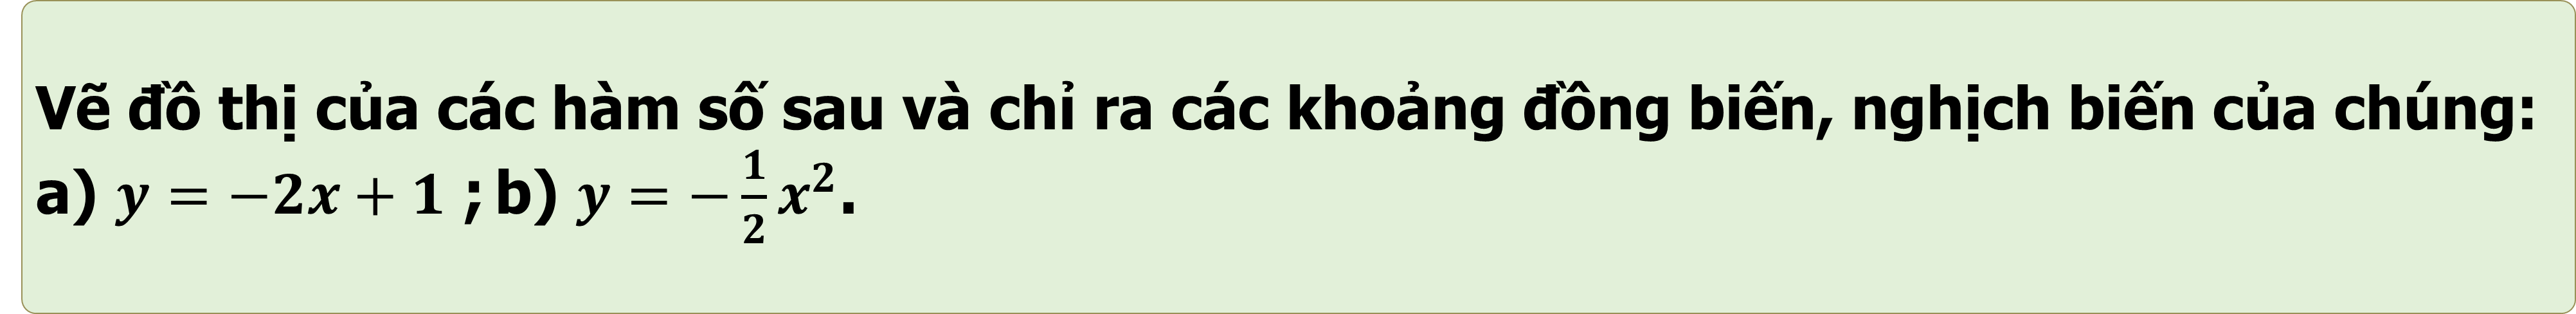 Vẽ đồ thị của các hàm số sau và chỉ ra các khoảng đồng biến, nghịch biến của chúng:
a) y = −2x + 1 ; b) y = −\frac{1}{2}x².